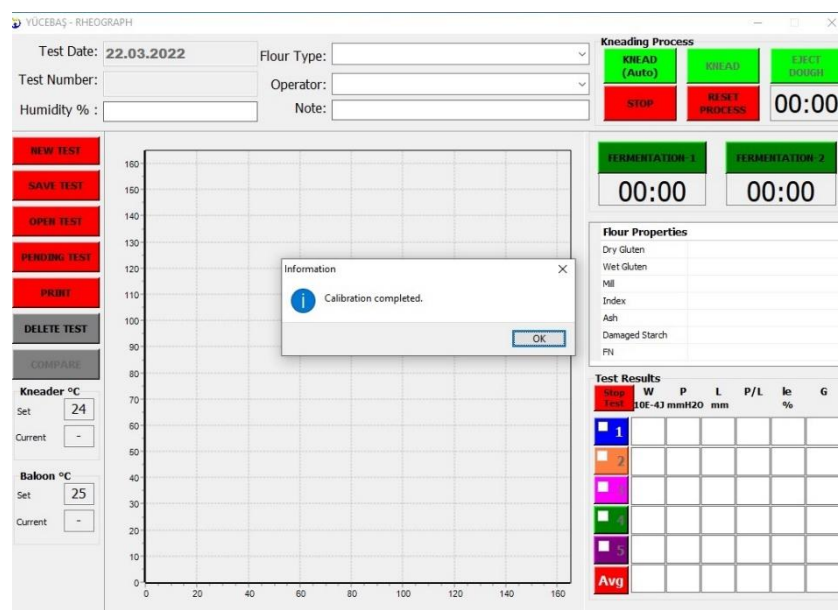 YÜCEBAŞ - RHEOGRAPH
Test Date: 22.03.2022
Flour Type:
Test Number:
Operator:
Humidity % :
Note:
Kneading Process
KNEAD (Auto)
KNEAD
EJECT DOUGH
STOP
RESET PROCESS
00:00
NEW TEST
SAVE TEST
OPEN TEST
PENDING TEST
PRINT
DELETE TEST
COMPARE
Kneader °C
Set 24
Current -
Baloon °C
Set 25
Current -
160
150
140
130
120
110
100
90
80
70
60
50
40
30
20
10
0
0 20 40 60 80 100 120 140 160
Information
Calibration completed.
OK
FERMENTATION-1
FERMENTATION-2
00:00
00:00
Flour Properties
Dry Gluten
Wet Gluten
Mill
Index
Ash
Damaged Starch
FN
Test Results
Stop Test
W P L P/L Ie G
10E-4J mmH2O mm %
1
2
3
4
5
Avg